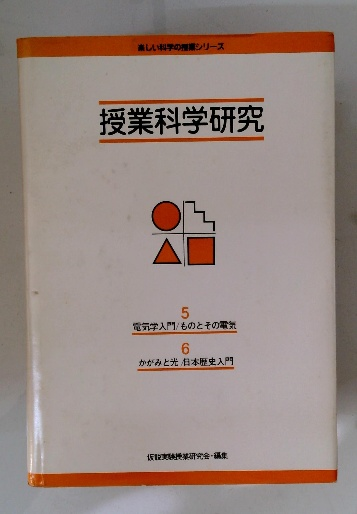 楽しい科学の授業シリーズ
授業科学研究
5
電気学入門/ものとその電気
6
かがみと光/日本歴史入門
仮説実験授業研究会・編集